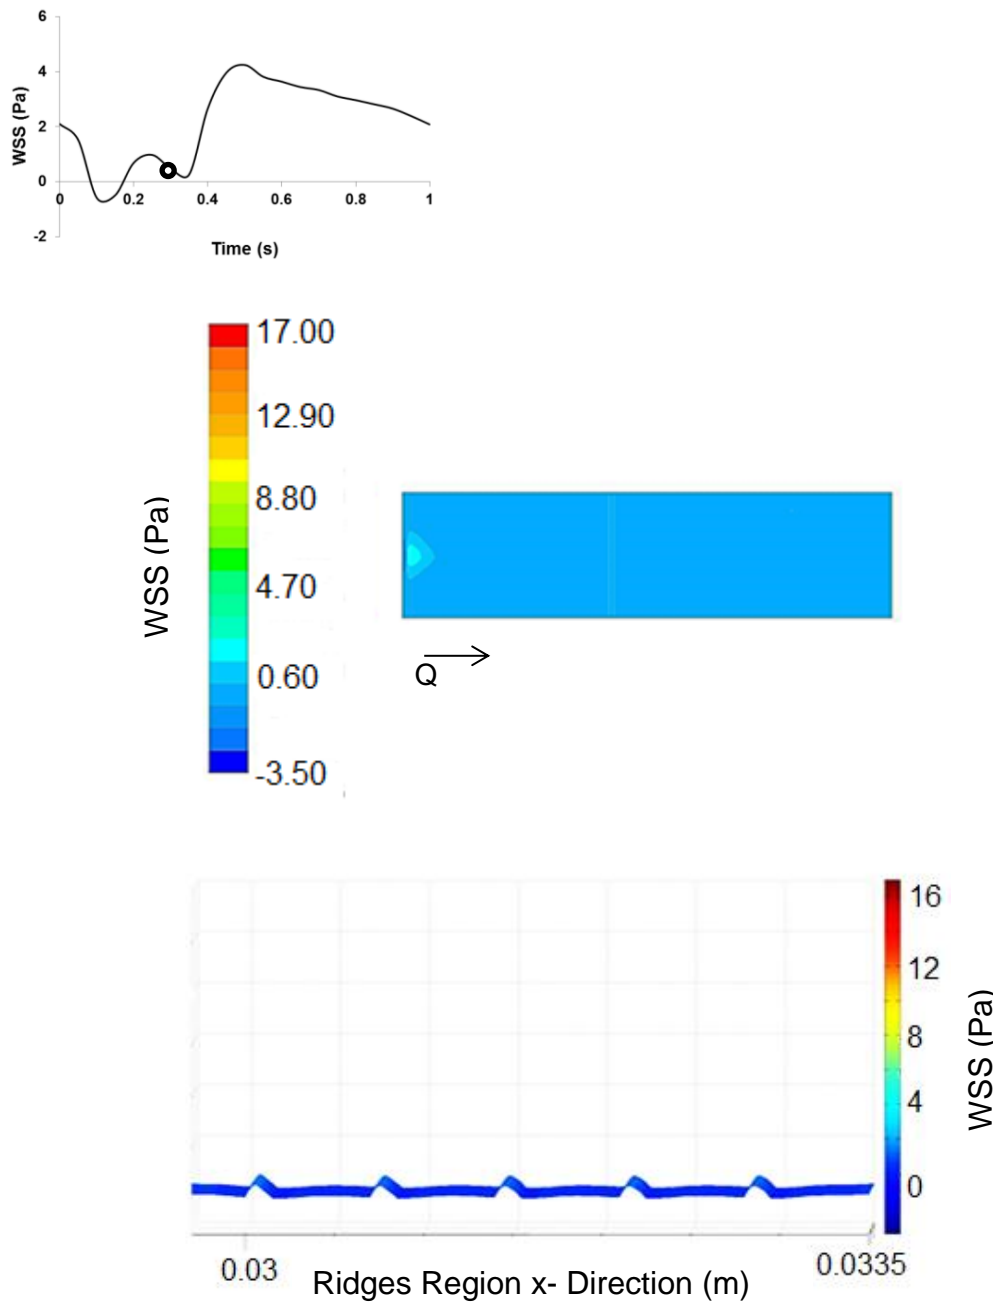 6
4
2
0
-2
WSS (Pa)
0 0.2 0.4 0.6 0.8 1
Time (s)
17.00
12.90
8.80
4.70
0.60
-3.50
WSS (Pa)
Q
16
12
8
4
0
WSS (Pa)
0.03 0.0335
Ridges Region x- Direction (m)